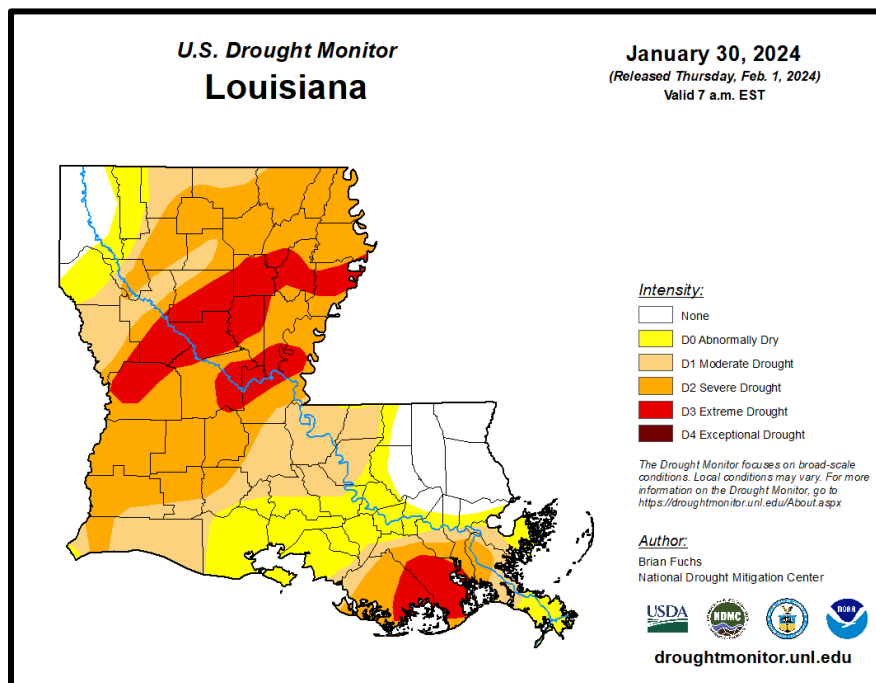 U.S. Drought Monitor
Louisiana
January 30, 2024
(Released Thursday, Feb. 1, 2024)
Valid 7 a.m. EST
Intensity:
None
D0 Abnormally Dry
D1 Moderate Drought
D2 Severe Drought
D3 Extreme Drought
D4 Exceptional Drought
The Drought Monitor focuses on broad-scale
conditions. Local conditions may vary. For more
information on the Drought Monitor, go to
https://droughtmonitor.unl.edu/About.aspx
Author:
Brian Fuchs
National Drought Mitigation Center
USDA
NDMC
NOAA
droughtmonitor.unl.edu